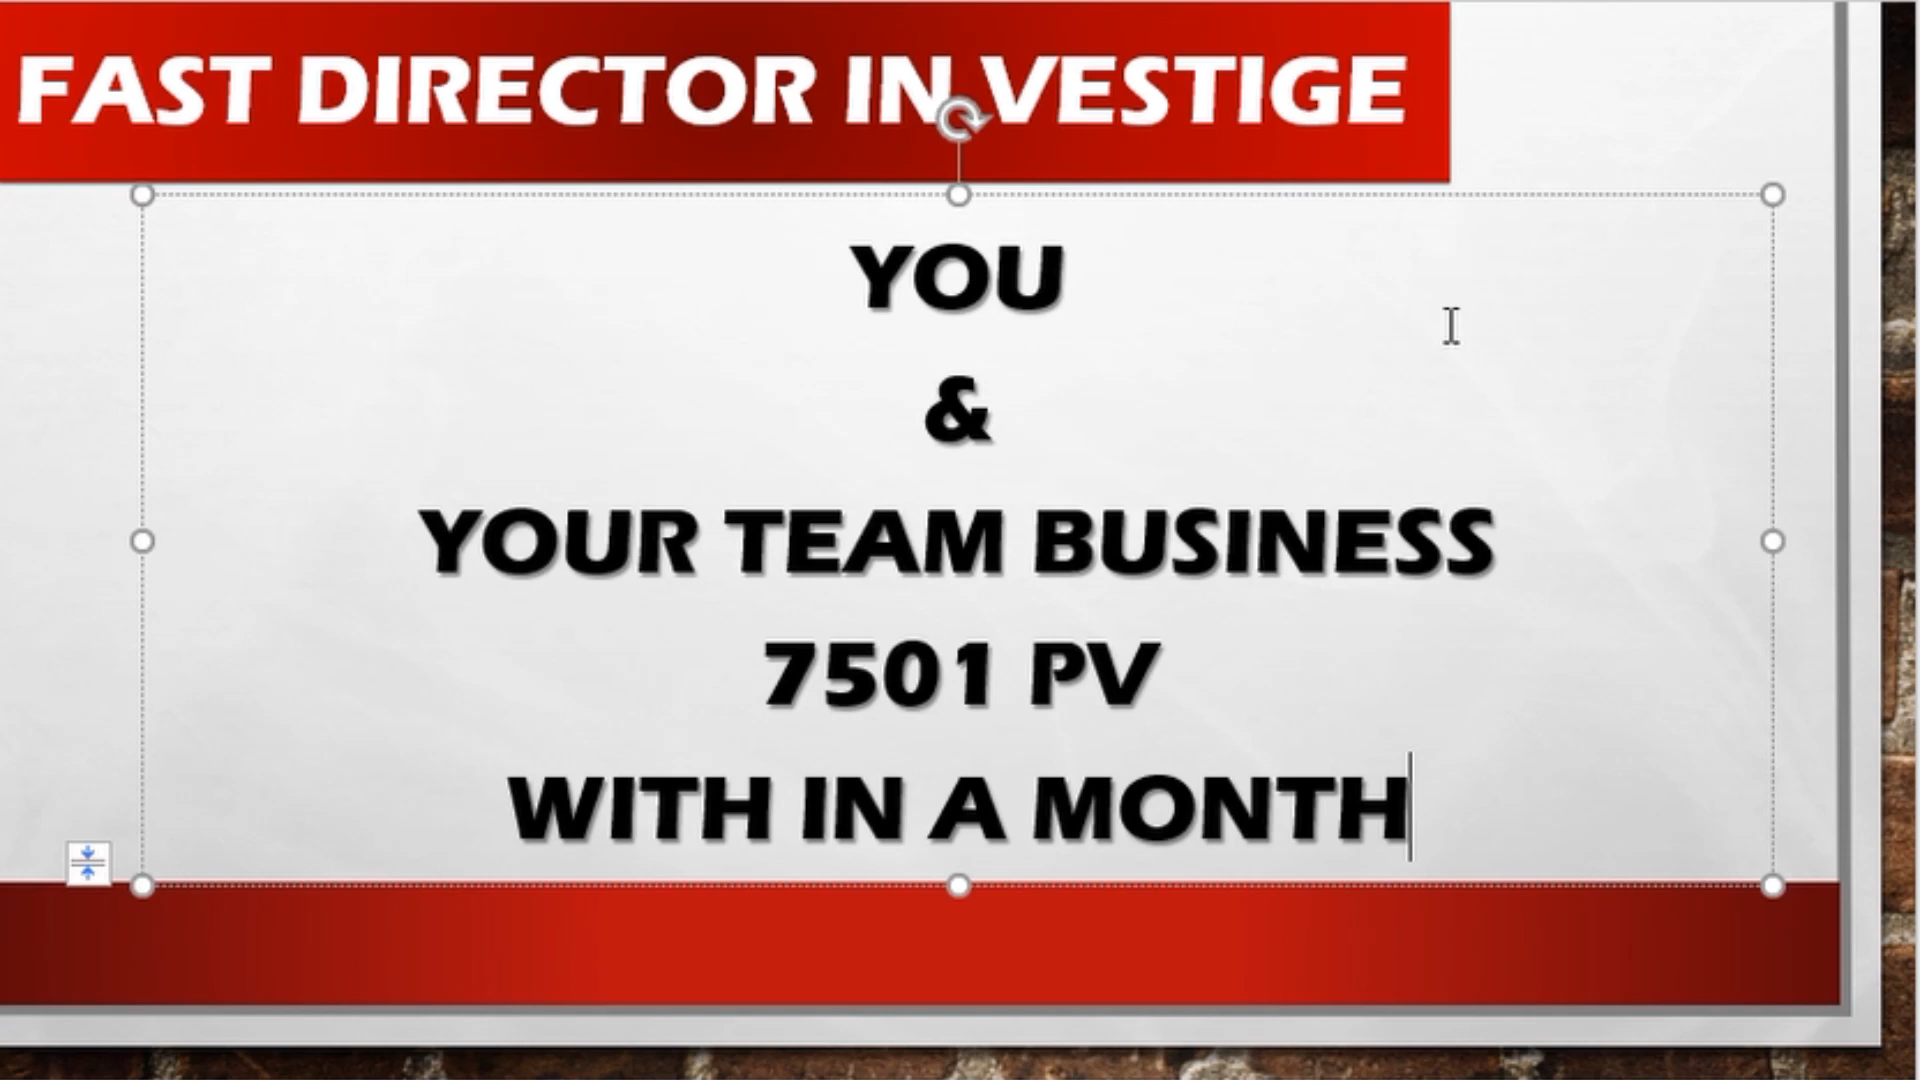 FAST DIRECTOR IN VESTIGE
YOU
&
YOUR TEAM BUSINESS
7501 PV
WITH IN A MONTH